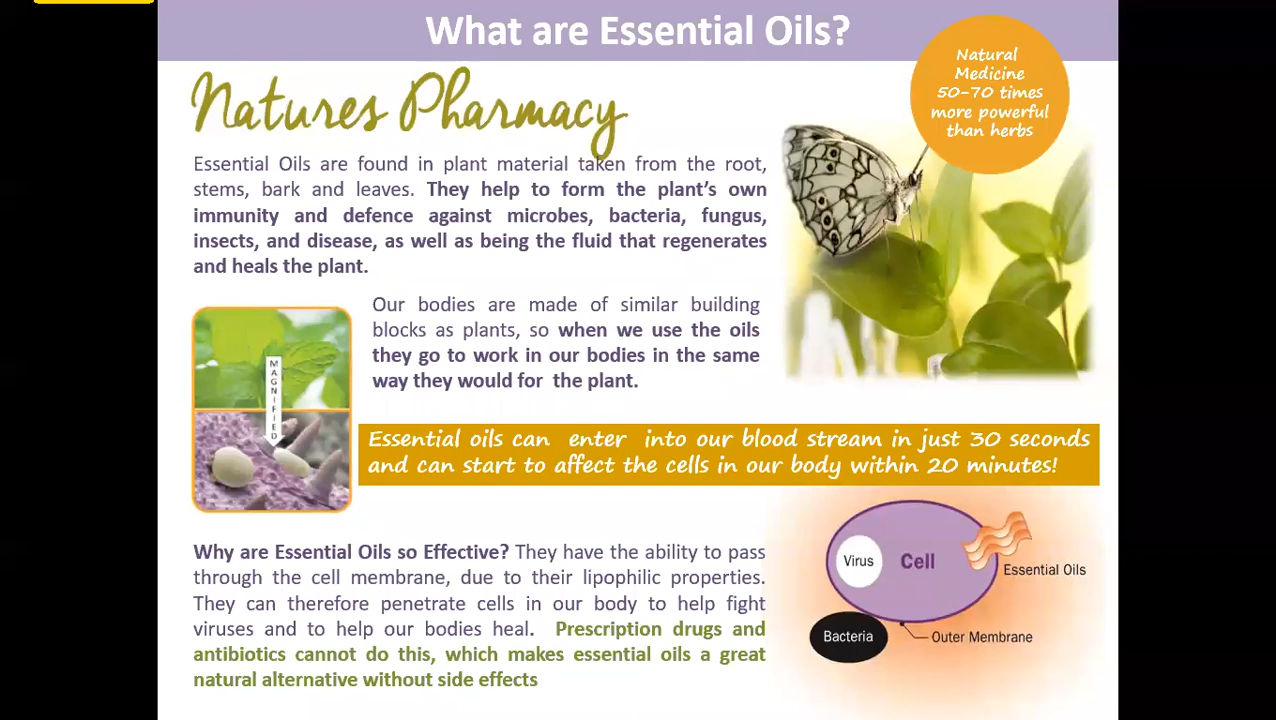 What are Essential Oils?
Natural
Medicine
50-70 times
more powerful
than herbs
Natures Pharmacy
Essential Oils are found in plant material taken from the root,
stems, bark and leaves. They help to form the plant's own
immunity and defence against microbes, bacteria, fungus,
insects, and disease, as well as being the fluid that regenerates
and heals the plant.
Our bodies are made of similar building
blocks as plants, so when we use the oils
they go to work in our bodies in the same
way they would for the plant.
MAGNIFIED
Essential oils can enter into our blood stream in just 30 seconds
and can start to affect the cells in our body within 20 minutes!
Why are Essential Oils so Effective? They have the ability to pass
through the cell membrane, due to their lipophilic properties.
They can therefore penetrate cells in our body to help fight
viruses and to help our bodies heal. Prescription drugs and
antibiotics cannot do this, which makes essential oils a great
natural alternative without side effects
Virus
Cell
Essential Oils
Bacteria
Outer Membrane